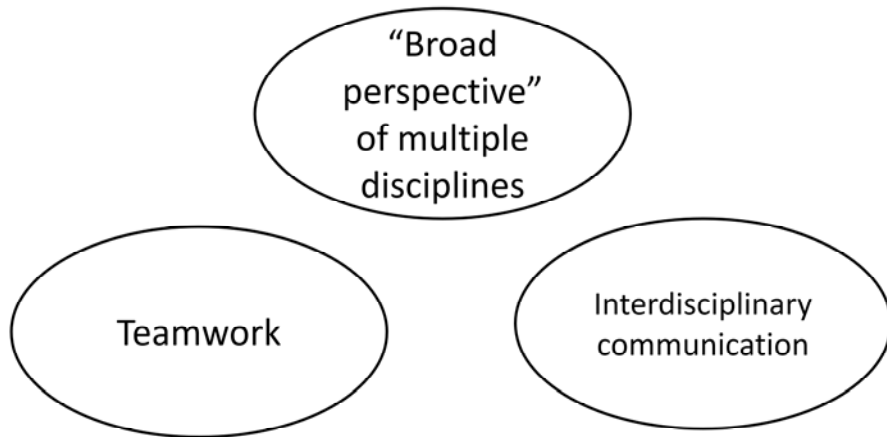 “Broad
perspective”
of multiple
disciplines
Teamwork
Interdisciplinary
communication